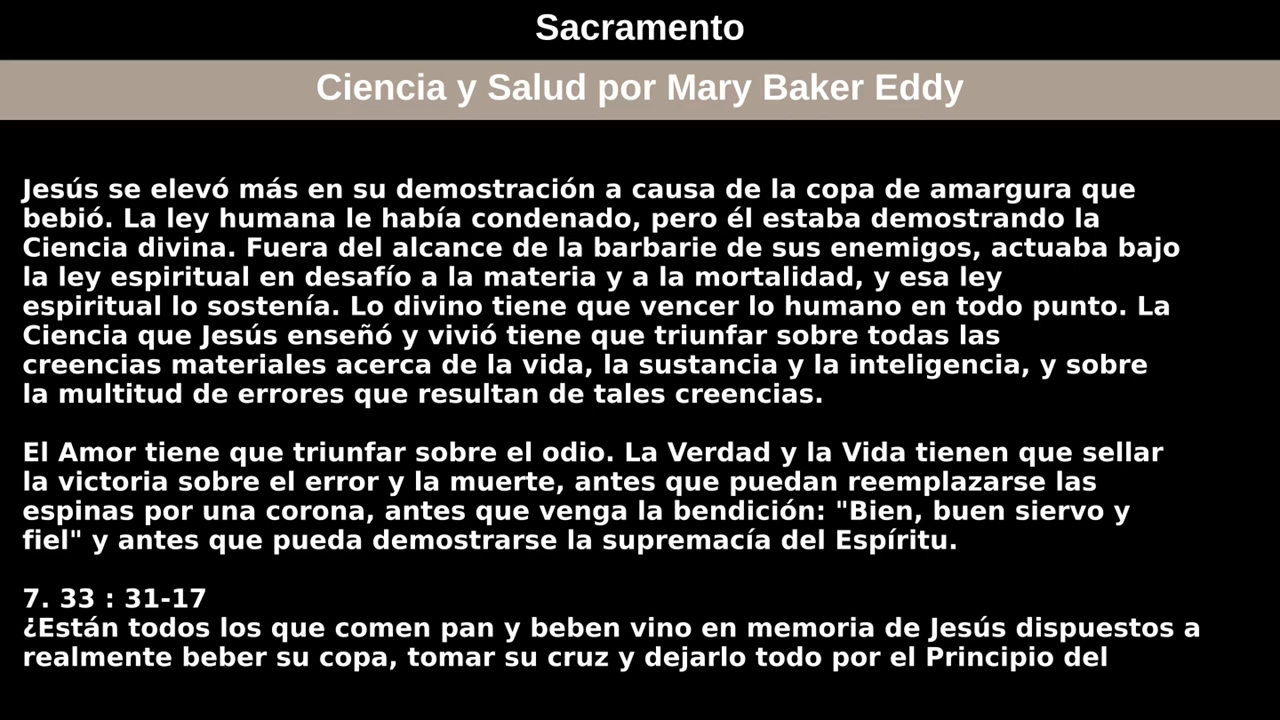 Sacramento
Ciencia y Salud por Mary Baker Eddy
Jesús se elevó más en su demostración a causa de la copa de amargura que
bebió. La ley humana le había condenado, pero él estaba demostrando la
Ciencia divina. Fuera del alcance de la barbarie de sus enemigos, actuaba bajo
la ley espiritual en desafío a la materia y a la mortalidad, y esa ley
espiritual lo sostenía. Lo divino tiene que vencer lo humano en todo punto. La
Ciencia que Jesús enseñó y vivió tiene que triunfar sobre todas las
creencias materiales acerca de la vida, la sustancia y la inteligencia, y sobre
la multitud de errores que resultan de tales creencias.
El Amor tiene que triunfar sobre el odio. La Verdad y la Vida tienen que sellar
la victoria sobre el error y la muerte, antes que puedan reemplazarse las
espinas por una corona, antes que venga la bendición: "Bien, buen siervo y
fiel" y antes que pueda demostrarse la supremacía del Espíritu.
7. 33 : 31-17
¿Están todos los que comen pan y beben vino en memoria de Jesús dispuestos a
realmente beber su copa, tomar su cruz y dejarlo todo por el Principio del